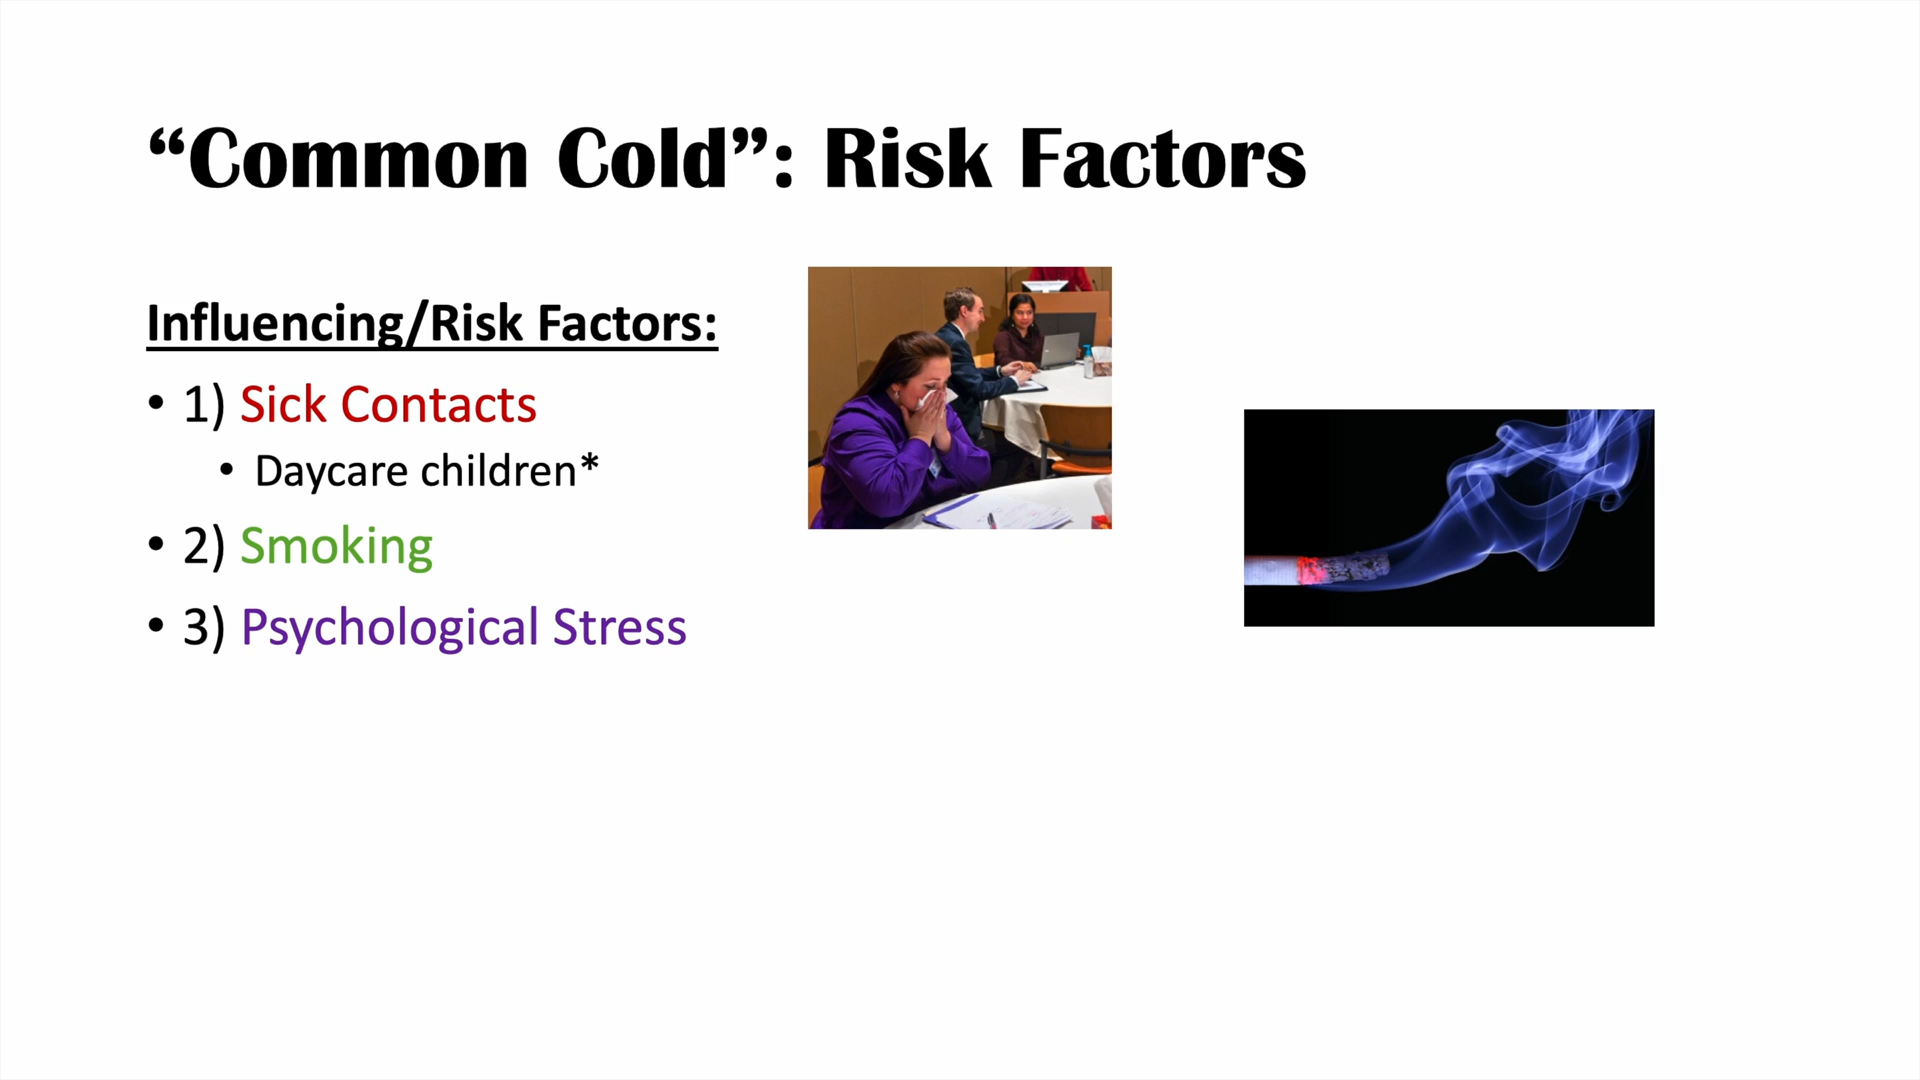 “Common Cold”: Risk Factors
Influencing/Risk Factors:
• 1) Sick Contacts
• Daycare children*
• 2) Smoking
• 3) Psychological Stress